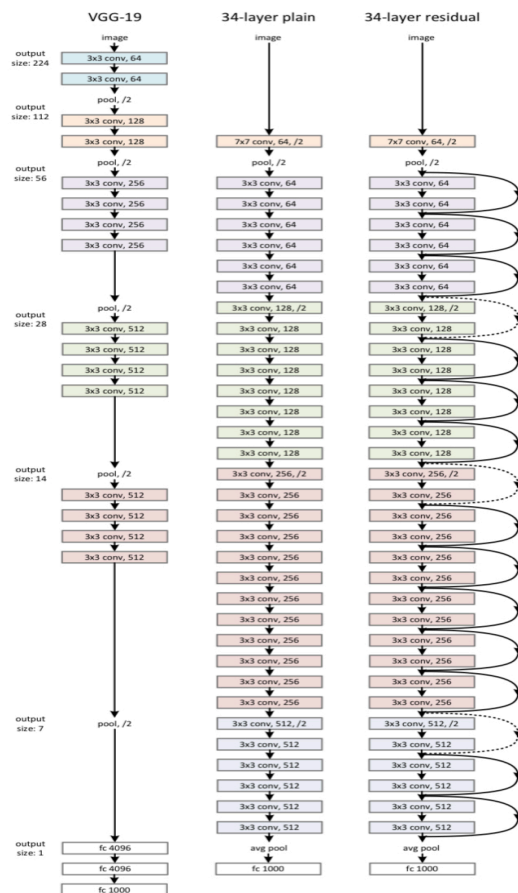 VGG-19
image
output
size: 224
3x3 conv, 64
3x3 conv, 64
pool, /2
output
size: 112
3x3 conv, 128
3x3 conv, 128
pool, /2
output
size: 56
3x3 conv, 256
3x3 conv, 256
3x3 conv, 256
3x3 conv, 256
pool, /2
output
size: 28
3x3 conv, 512
3x3 conv, 512
3x3 conv, 512
3x3 conv, 512
pool, /2
output
size: 14
3x3 conv, 512
3x3 conv, 512
3x3 conv, 512
3x3 conv, 512
output
size: 7
pool, /2
output
size: 1
fc 4096
fc 4096
fc 1000
34-layer plain
image
7x7 conv, 64, /2
pool, /2
3x3 conv, 64
3x3 conv, 64
3x3 conv, 64
3x3 conv, 64
3x3 conv, 64
3x3 conv, 64
3x3 conv, 128, /2
3x3 conv, 128
3x3 conv, 128
3x3 conv, 128
3x3 conv, 128
3x3 conv, 128
3x3 conv, 128
3x3 conv, 128
3x3 conv, 256, /2
3x3 conv, 256
3x3 conv, 256
3x3 conv, 256
3x3 conv, 256
3x3 conv, 256
3x3 conv, 256
3x3 conv, 256
3x3 conv, 256
3x3 conv, 256
3x3 conv, 256
3x3 conv, 256
3x3 conv, 512, /2
3x3 conv, 512
3x3 conv, 512
3x3 conv, 512
3x3 conv, 512
3x3 conv, 512
avg pool
fc 1000
34-layer residual
image
7x7 conv, 64, /2
pool, /2
3x3 conv, 64
3x3 conv, 64
3x3 conv, 64
3x3 conv, 64
3x3 conv, 64
3x3 conv, 64
3x3 conv, 128, /2
3x3 conv, 128
3x3 conv, 128
3x3 conv, 128
3x3 conv, 128
3x3 conv, 128
3x3 conv, 128
3x3 conv, 128
3x3 conv, 256, /2
3x3 conv, 256
3x3 conv, 256
3x3 conv, 256
3x3 conv, 256
3x3 conv, 256
3x3 conv, 256
3x3 conv, 256
3x3 conv, 256
3x3 conv, 256
3x3 conv, 256
3x3 conv, 256
3x3 conv, 512, /2
3x3 conv, 512
3x3 conv, 512
3x3 conv, 512
3x3 conv, 512
3x3 conv, 512
avg pool
fc 1000